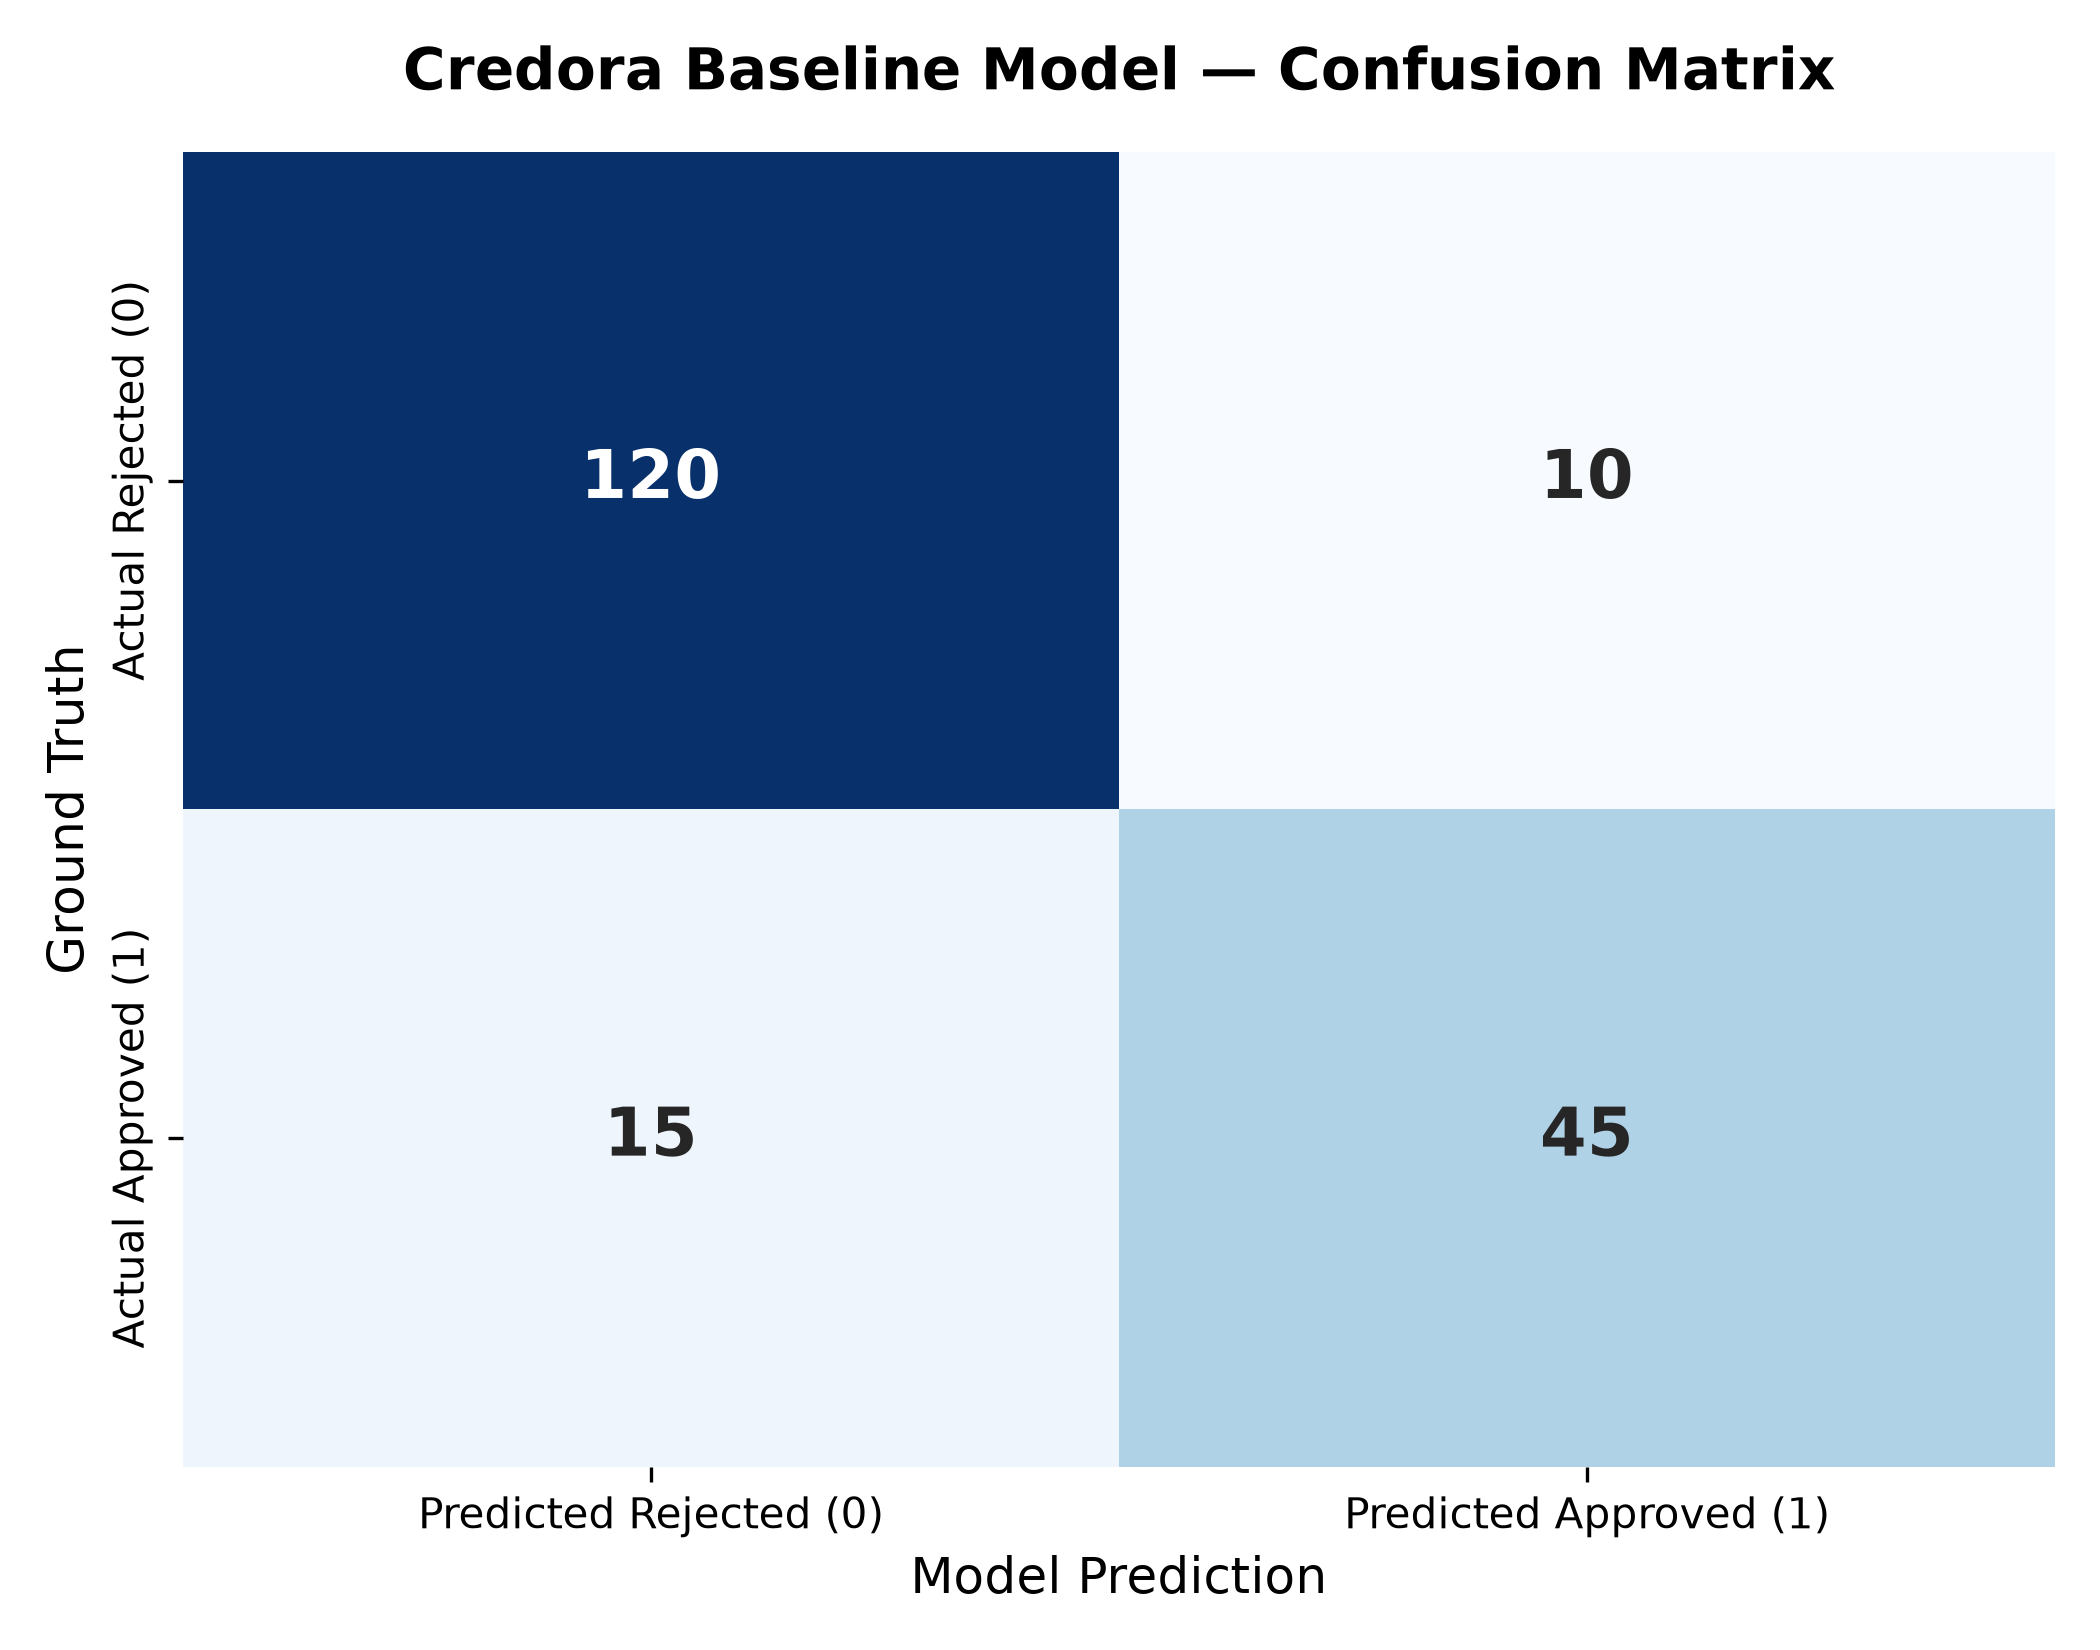 Credora Baseline Model — Confusion Matrix
Ground Truth
Actual Rejected (0)
120
10
Actual Approved (1)
15
45
Predicted Rejected (0)
Predicted Approved (1)
Model Prediction